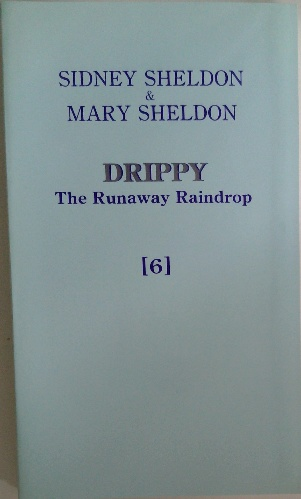 SIDNEY SHELDON
&
MARY SHELDON
DRIPPY
The Runaway Raindrop
[6]